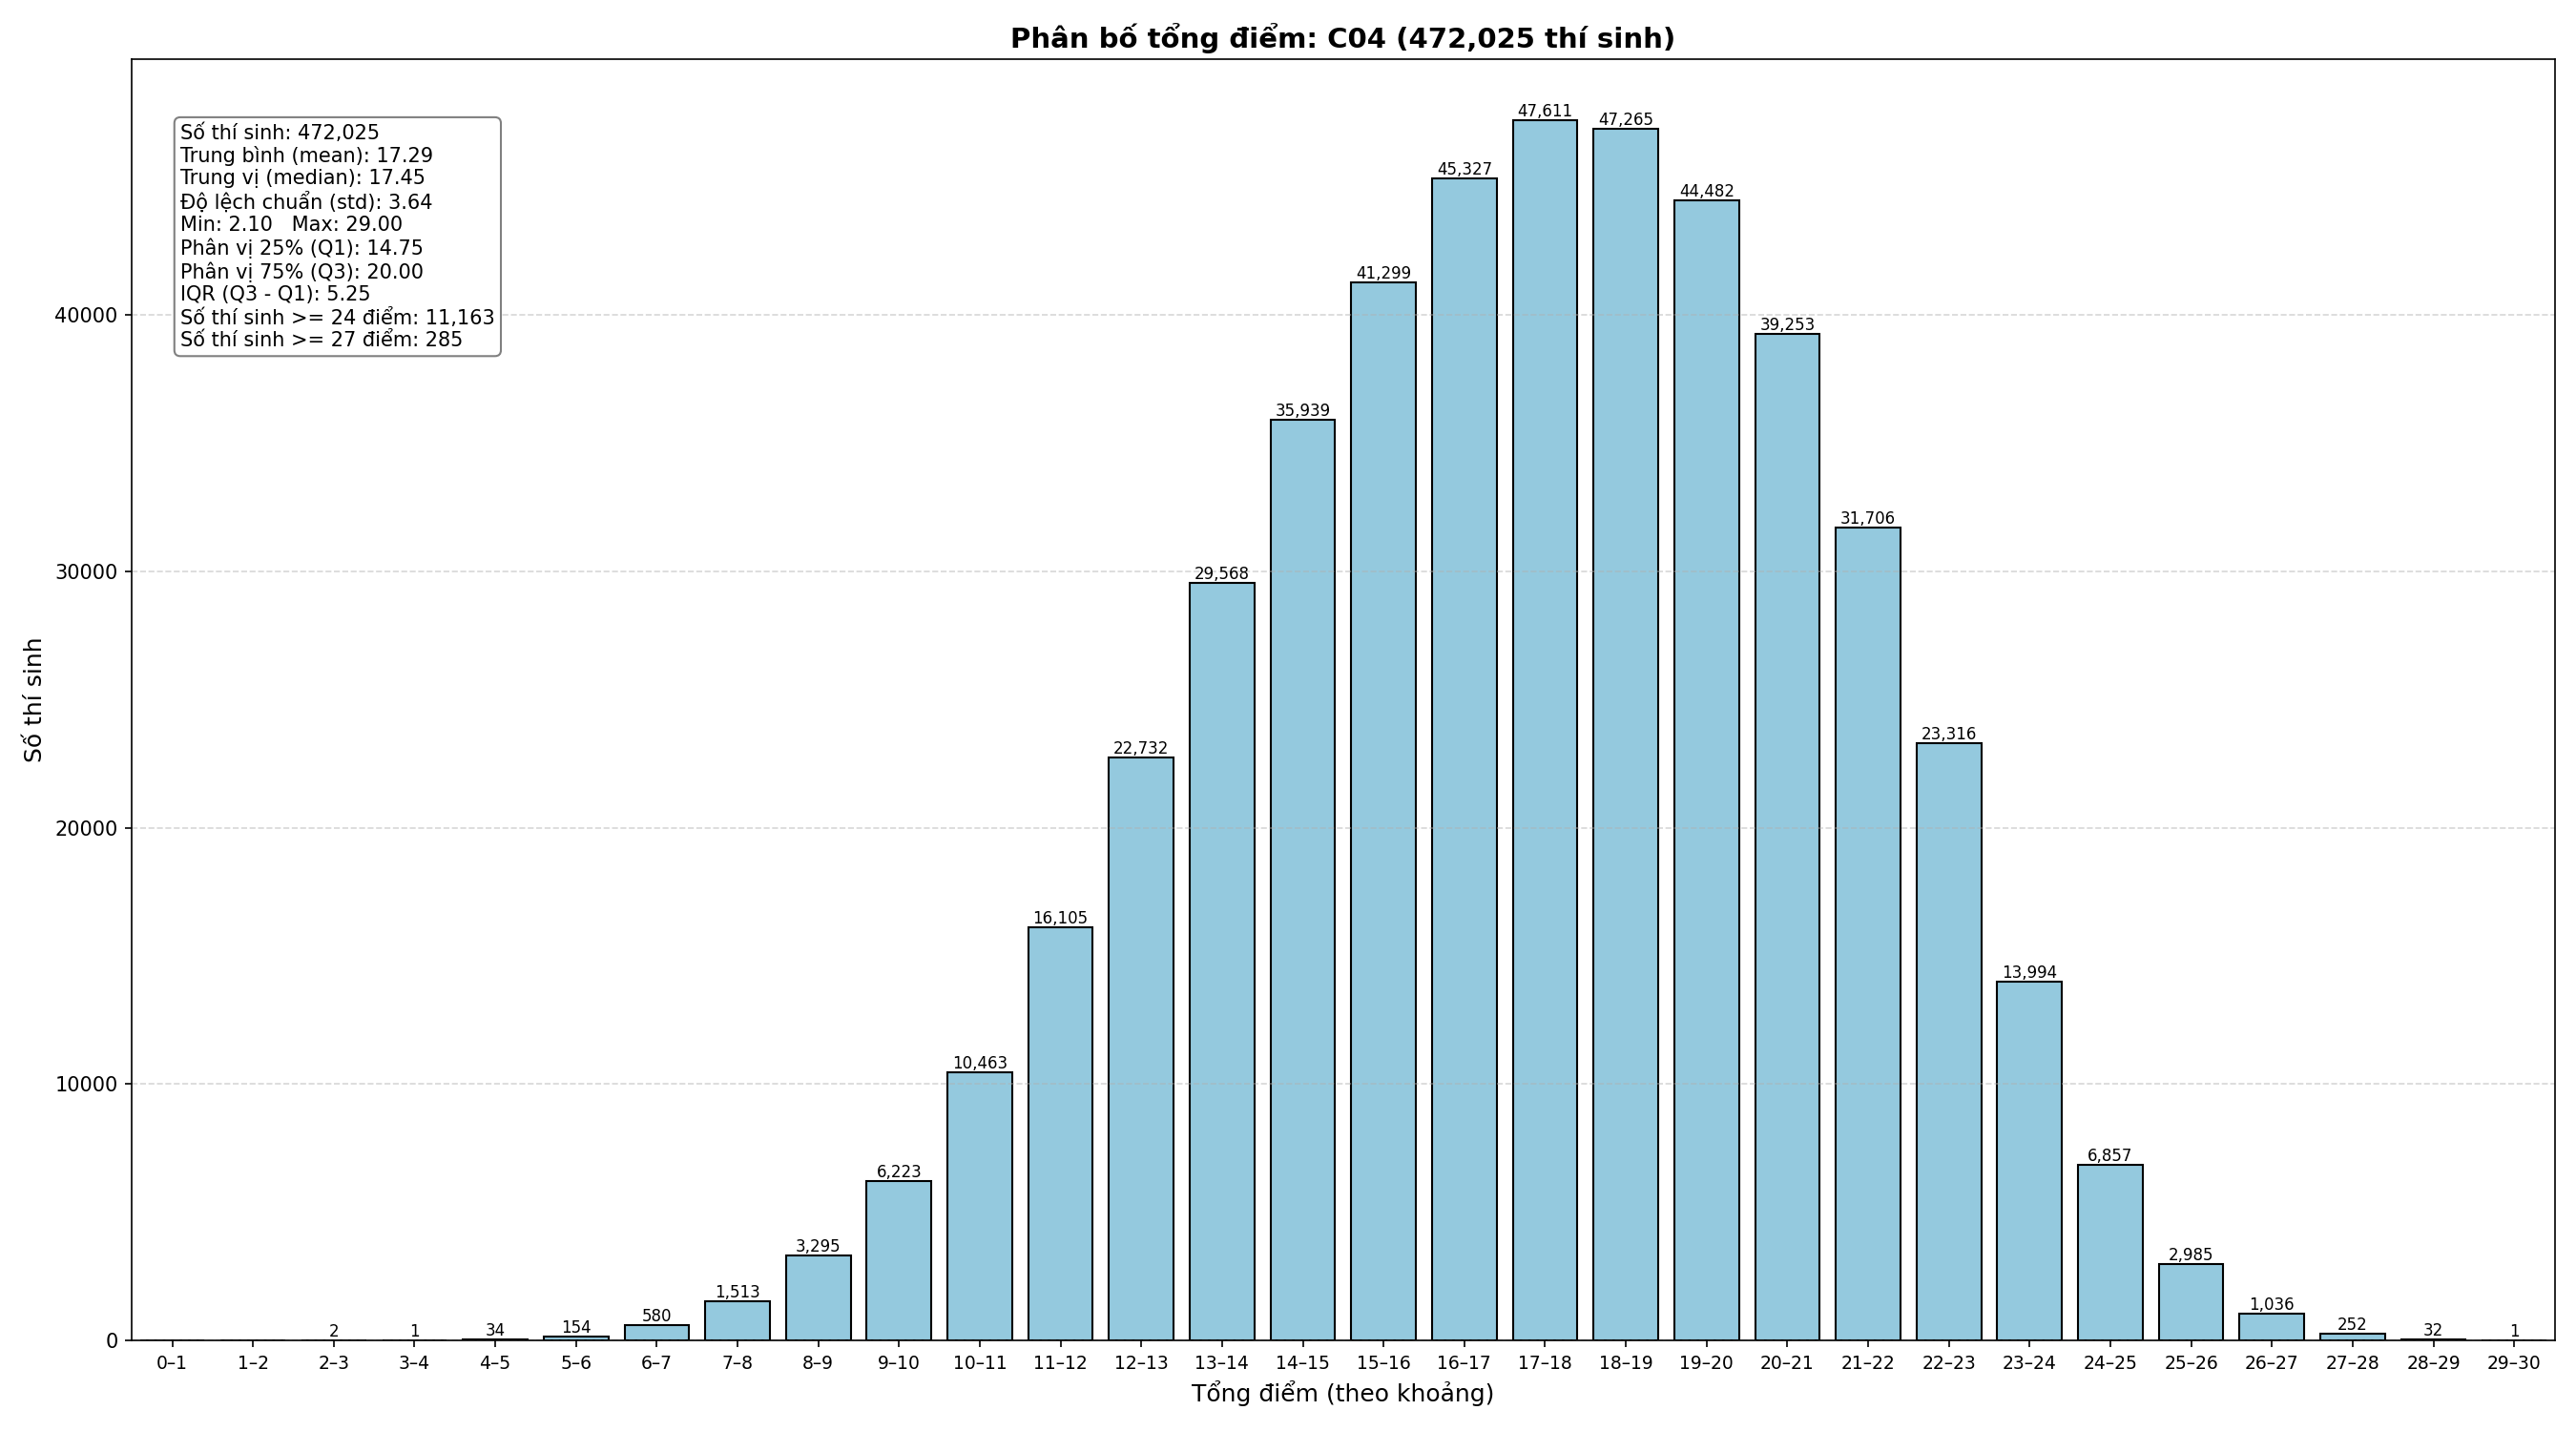 Phân bố tổng điểm: C04 (472,025 thí sinh)
Số thí sinh: 472,025
Trung bình (mean): 17.29
Trung vị (median): 17.45
Độ lệch chuẩn (std): 3.64
Min: 2.10   Max: 29.00
Phân vị 25% (Q1): 14.75
Phân vị 75% (Q3): 20.00
IQR (Q3 - Q1): 5.25
Số thí sinh >= 24 điểm: 11,163
Số thí sinh >= 27 điểm: 285
Số thí sinh
40000
30000
20000
10000
0
2
1
34
154
580
1,513
3,295
6,223
10,463
16,105
22,732
29,568
35,939
41,299
45,327
47,611
47,265
44,482
39,253
31,706
23,316
13,994
6,857
2,985
1,036
252
32
1
0–1 1–2 2–3 3–4 4–5 5–6 6–7 7–8 8–9 9–10 10–11 11–12 12–13 13–14 14–15 15–16 16–17 17–18 18–19 19–20 20–21 21–22 22–23 23–24 24–25 25–26 26–27 27–28 28–29 29–30
Tổng điểm (theo khoảng)